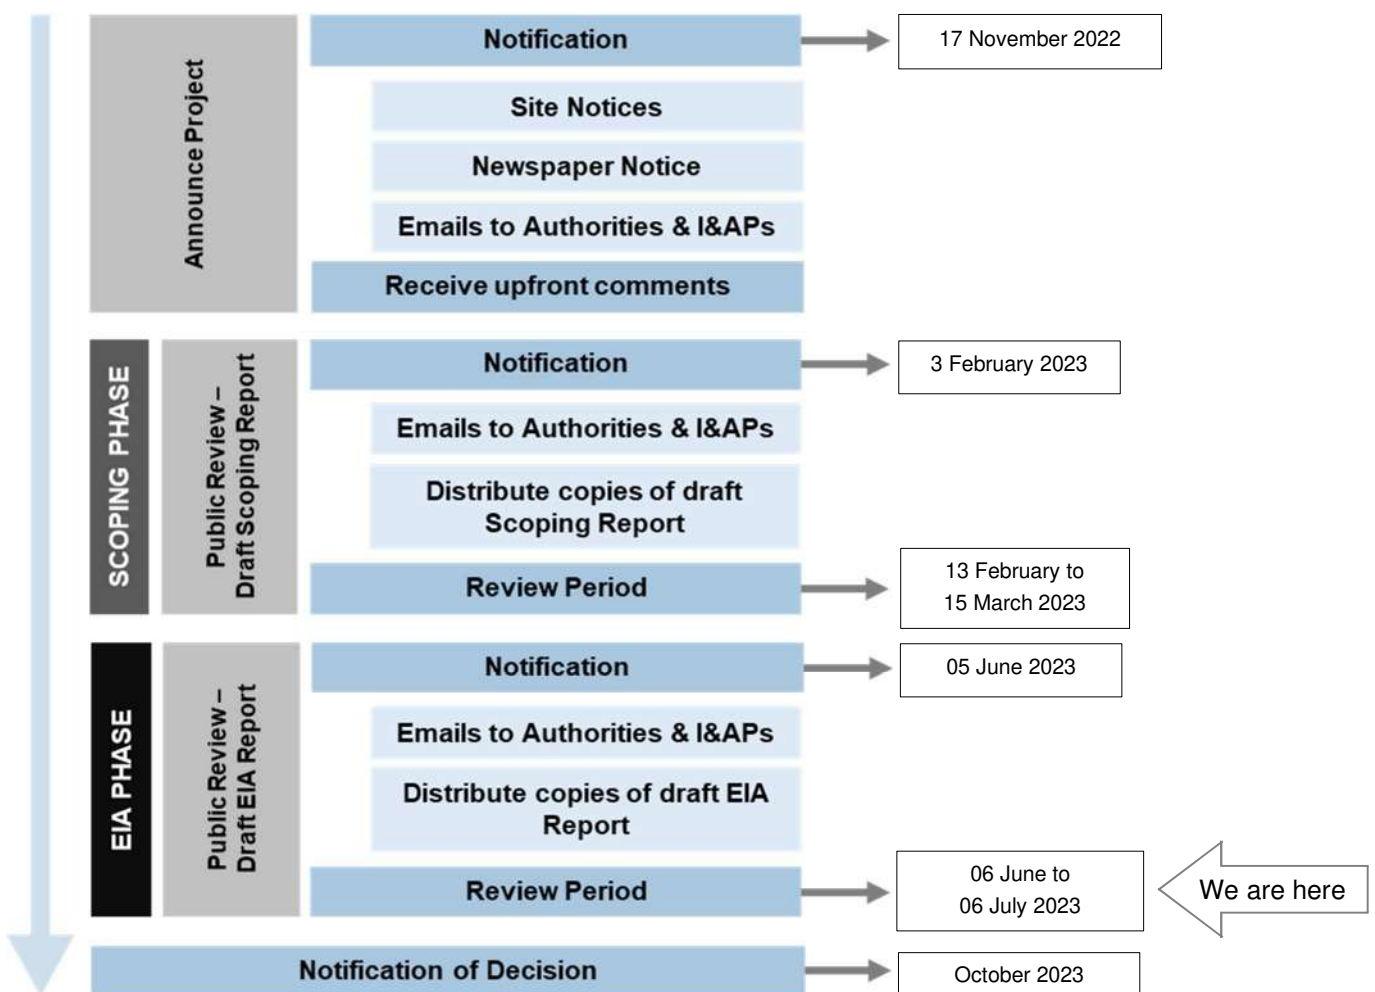 Announce Project
Notification
17 November 2022
Site Notices
Newspaper Notice
Emails to Authorities & I&APs
Receive upfront comments
SCOPING PHASE
Public Review –
Draft Scoping Report
Notification
3 February 2023
Emails to Authorities & I&APs
Distribute copies of draft
Scoping Report
Review Period
13 February to
15 March 2023
EIA PHASE
Public Review –
Draft EIA Report
Notification
05 June 2023
Emails to Authorities & I&APs
Distribute copies of draft EIA
Report
Review Period
06 June to
06 July 2023
We are here
Notification of Decision
October 2023